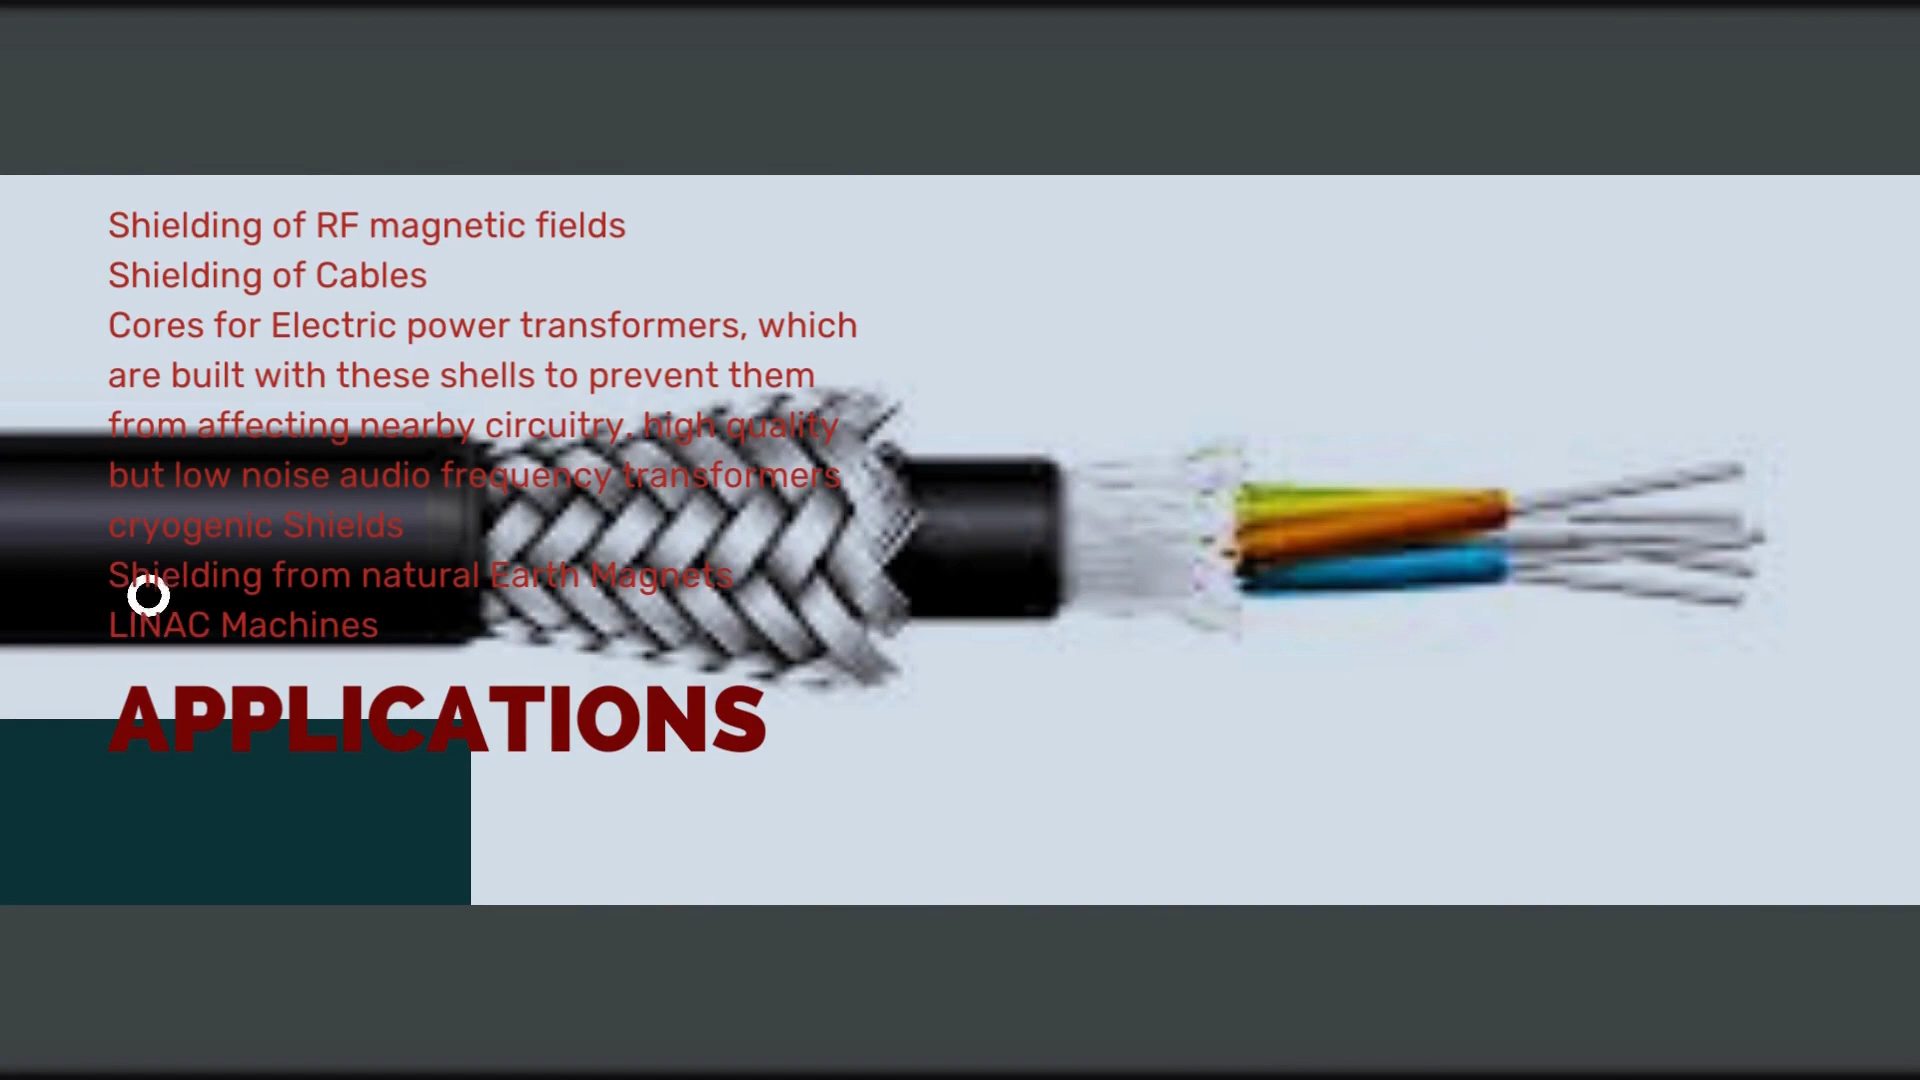 Shielding of RF magnetic fields
Shielding of Cables
Cores for Electric power transformers, which
are built with these shells to prevent them
from affecting nearby circuitry. high quality
but low noise audio frequency transformers
cryogenic Shields
Shielding from natural Earth Magnets
LINAC Machines
APPLICATIONS